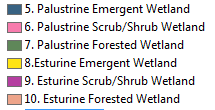 5. Palustrine Emergent Wetland
6. Palustrine Scrub/Shrub Wetland
7. Palustrine Forested Wetland
8.Esturine Emergent Wetland
9. Esturine Scrub/Shrub Wetland
10. Esturine Forested Wetland